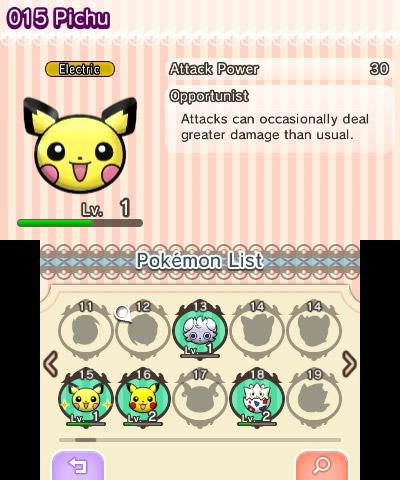 015 Pichu
Electric
Attack Power 30
Opportunist
Attacks can occasionally deal
greater damage than usual.
Lv. 1
Pokémon List
11 12 13 14 14
Lv. 1
15 16 17 18 19
Lv. 1 Lv. 2 Lv. 2